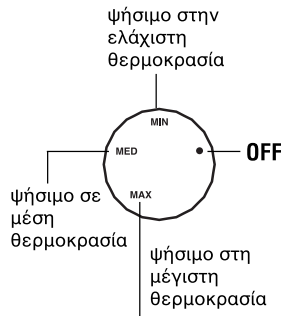 ψήσιμο στην
ελάχιστη
θερμοκρασία
MIN
MED
OFF
MAX
ψήσιμο σε
μέση
θερμοκρασία
ψήσιμο στη
μέγιστη
θερμοκρασία